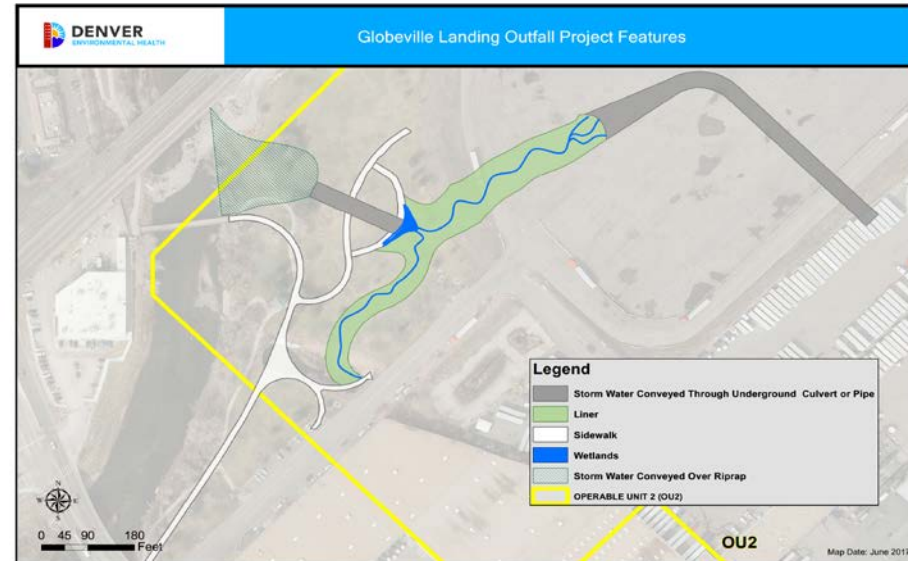 DENVER
ENVIRONMENTAL HEALTH
Globeville Landing Outfall Project Features
Legend
Storm Water Conveyed Through Underground Culvert or Pipe
Liner
Sidewalk
Wetlands
Storm Water Conveyed Over Riprap
OPERABLE UNIT 2 (OU2)
N
W
E
S
0 45 90 180
Feet
OU2
Map Date: June 2017